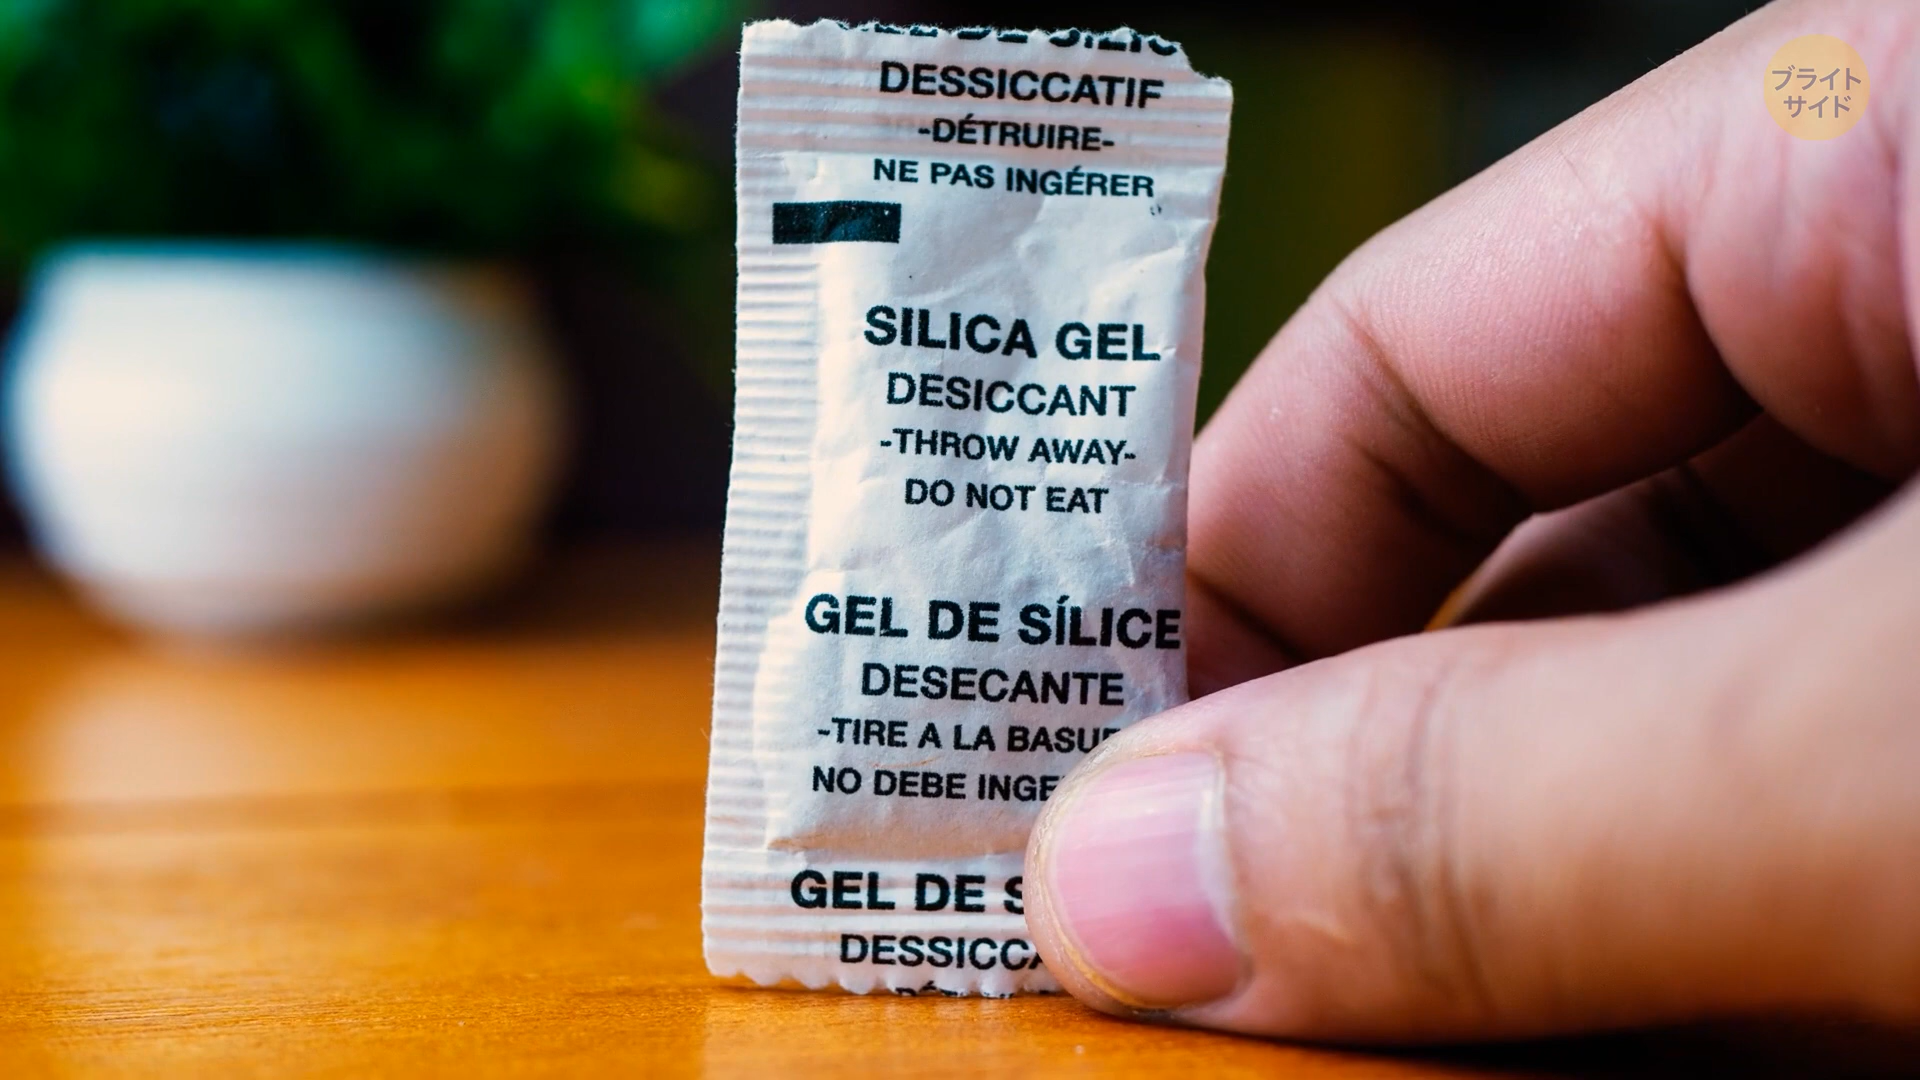 DESSICCATIF
-DÉTRUIRE-
NE PAS INGÉRER
SILICA GEL
DESICCANT
-THROW AWAY-
DO NOT EAT
GEL DE SÍLICE
DESECANTE
-TIRE A LA
NO DEBE
GEL DE
ブライト
サイド